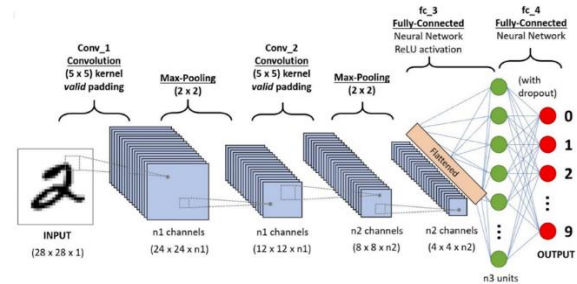 fc_3
Fully-Connected
Neural Network
ReLU activation
fc_4
Fully-Connected
Neural Network
Conv_1
Convolution
(5 x 5) kernel
valid padding
Max-Pooling
(2 x 2)
Conv_2
Convolution
(5 x 5) kernel
valid padding
Max-Pooling
(2 x 2)
(with
dropout)
Flattened
0
1
2
9
INPUT
(28 x 28 x 1)
n1 channels
(24 x 24 x n1)
n1 channels
(12 x 12 x n1)
n2 channels
(8 x 8 x n2)
n2 channels
(4 x 4 x n2)
n3 units
OUTPUT